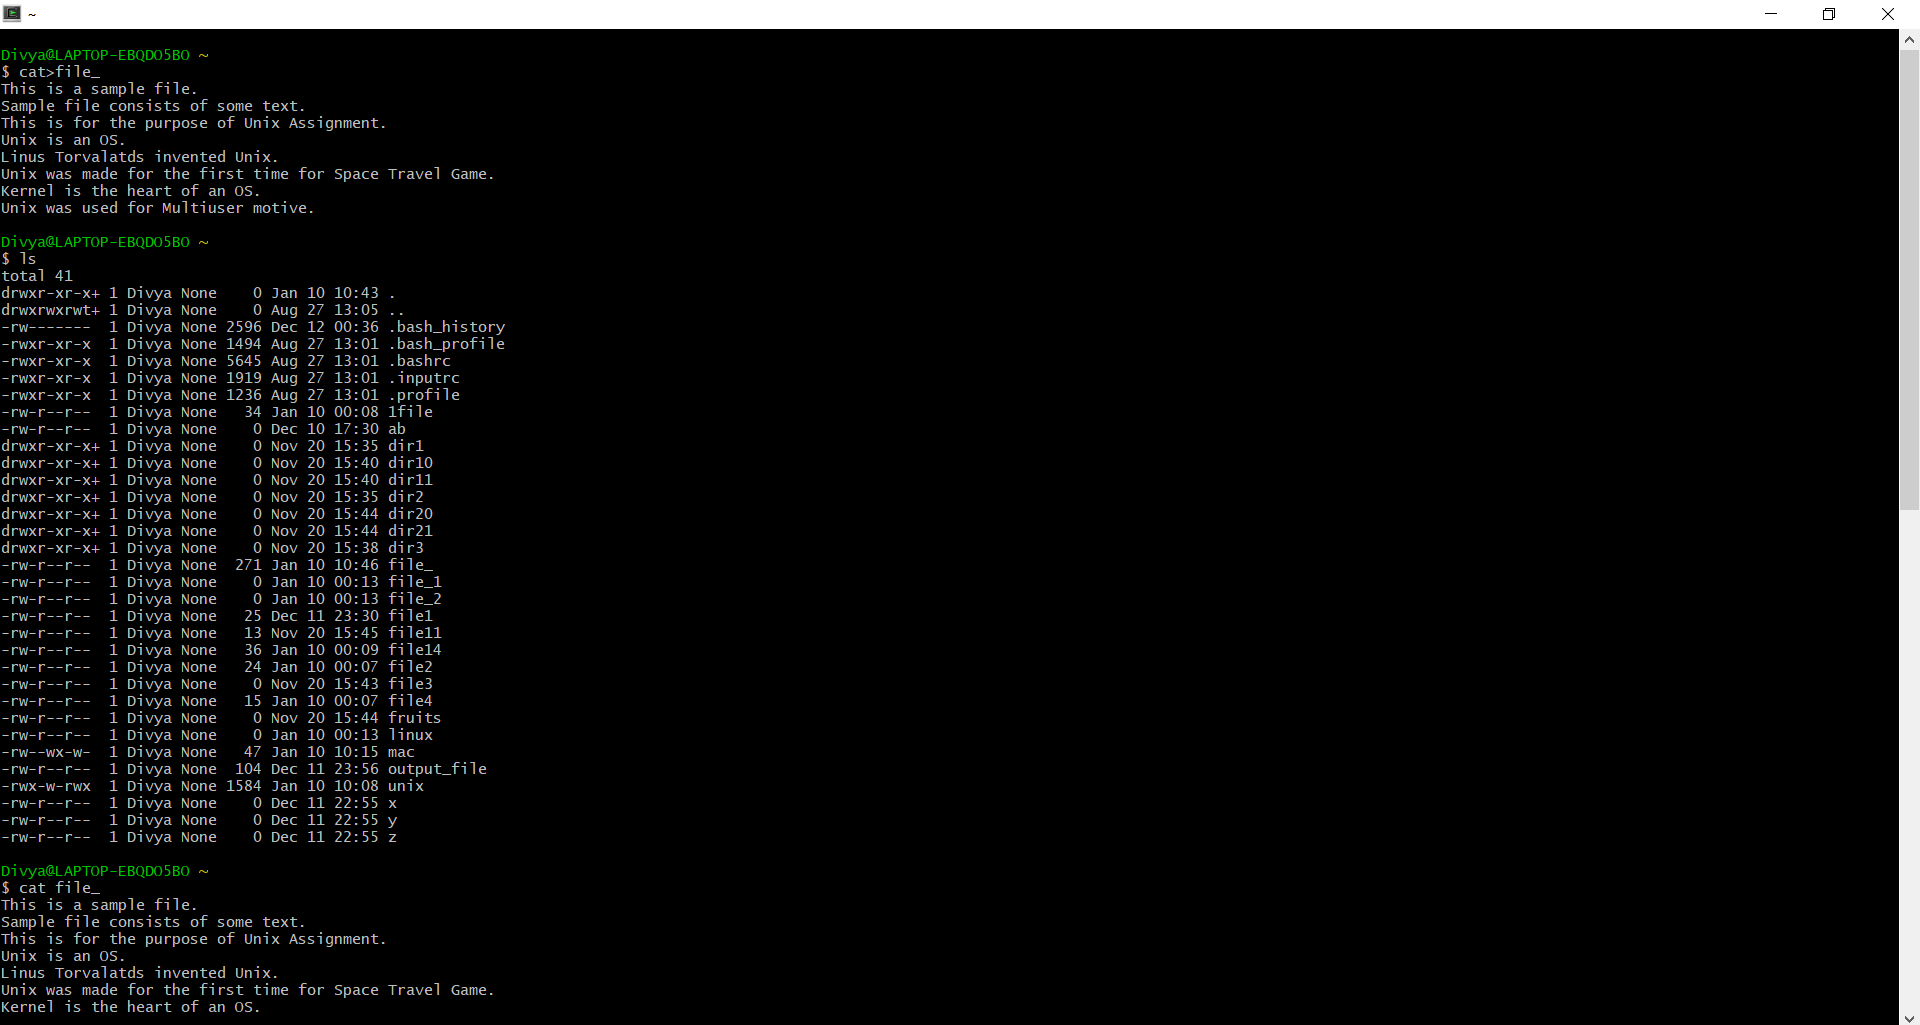 ~
Divya@LAPTOP-EBQDO5BO ~
$ cat>file_
This is a sample file.
Sample file consists of some text.
This is for the purpose of Unix Assignment.
Unix is an OS.
Linus Torvalatds invented Unix.
Unix was made for the first time for Space Travel Game.
Kernel is the heart of an OS.
Unix was used for Multiuser motive.
Divya@LAPTOP-EBQDO5BO ~
$ ls
total 41
drwxr-xr-x+ 1 Divya None    0 Jan 10 10:43 .
drwxrwxrwt+ 1 Divya None    0 Aug 27 13:05 ..
-rw-------  1 Divya None 2596 Dec 12 00:36 .bash_history
-rwxr-xr-x  1 Divya None 1494 Aug 27 13:01 .bash_profile
-rwxr-xr-x  1 Divya None 5645 Aug 27 13:01 .bashrc
-rwxr-xr-x  1 Divya None 1919 Aug 27 13:01 .inputrc
-rwxr-xr-x  1 Divya None 1236 Aug 27 13:01 .profile
-rw-r--r--  1 Divya None   34 Jan 10 00:08 1file
-rw-r--r--  1 Divya None    0 Dec 10 17:30 ab
drwxr-xr-x+ 1 Divya None    0 Nov 20 15:35 dir1
drwxr-xr-x+ 1 Divya None    0 Nov 20 15:40 dir10
drwxr-xr-x+ 1 Divya None    0 Nov 20 15:40 dir11
drwxr-xr-x+ 1 Divya None    0 Nov 20 15:35 dir2
drwxr-xr-x+ 1 Divya None    0 Nov 20 15:44 dir20
drwxr-xr-x+ 1 Divya None    0 Nov 20 15:44 dir21
drwxr-xr-x+ 1 Divya None    0 Nov 20 15:38 dir3
-rw-r--r--  1 Divya None  271 Jan 10 10:46 file_
-rw-r--r--  1 Divya None    0 Jan 10 00:13 file_1
-rw-r--r--  1 Divya None    0 Jan 10 00:13 file_2
-rw-r--r--  1 Divya None   25 Dec 11 23:30 file1
-rw-r--r--  1 Divya None   13 Nov 20 15:45 file11
-rw-r--r--  1 Divya None   36 Jan 10 00:09 file14
-rw-r--r--  1 Divya None   24 Jan 10 00:07 file2
-rw-r--r--  1 Divya None    0 Nov 20 15:43 file3
-rw-r--r--  1 Divya None   15 Jan 10 00:07 file4
-rw-r--r--  1 Divya None    0 Nov 20 15:44 fruits
-rw-r--r--  1 Divya None    0 Jan 10 00:13 linux
-rw--wx-w-  1 Divya None   47 Jan 10 10:15 mac
-rw-r--r--  1 Divya None  104 Dec 11 23:56 output_file
-rwx-w-rwx  1 Divya None 1584 Jan 10 10:08 unix
-rw-r--r--  1 Divya None    0 Dec 11 22:55 x
-rw-r--r--  1 Divya None    0 Dec 11 22:55 y
-rw-r--r--  1 Divya None    0 Dec 11 22:55 z
Divya@LAPTOP-EBQDO5BO ~
$ cat file_
This is a sample file.
Sample file consists of some text.
This is for the purpose of Unix Assignment.
Unix is an OS.
Linus Torvalatds invented Unix.
Unix was made for the first time for Space Travel Game.
Kernel is the heart of an OS.